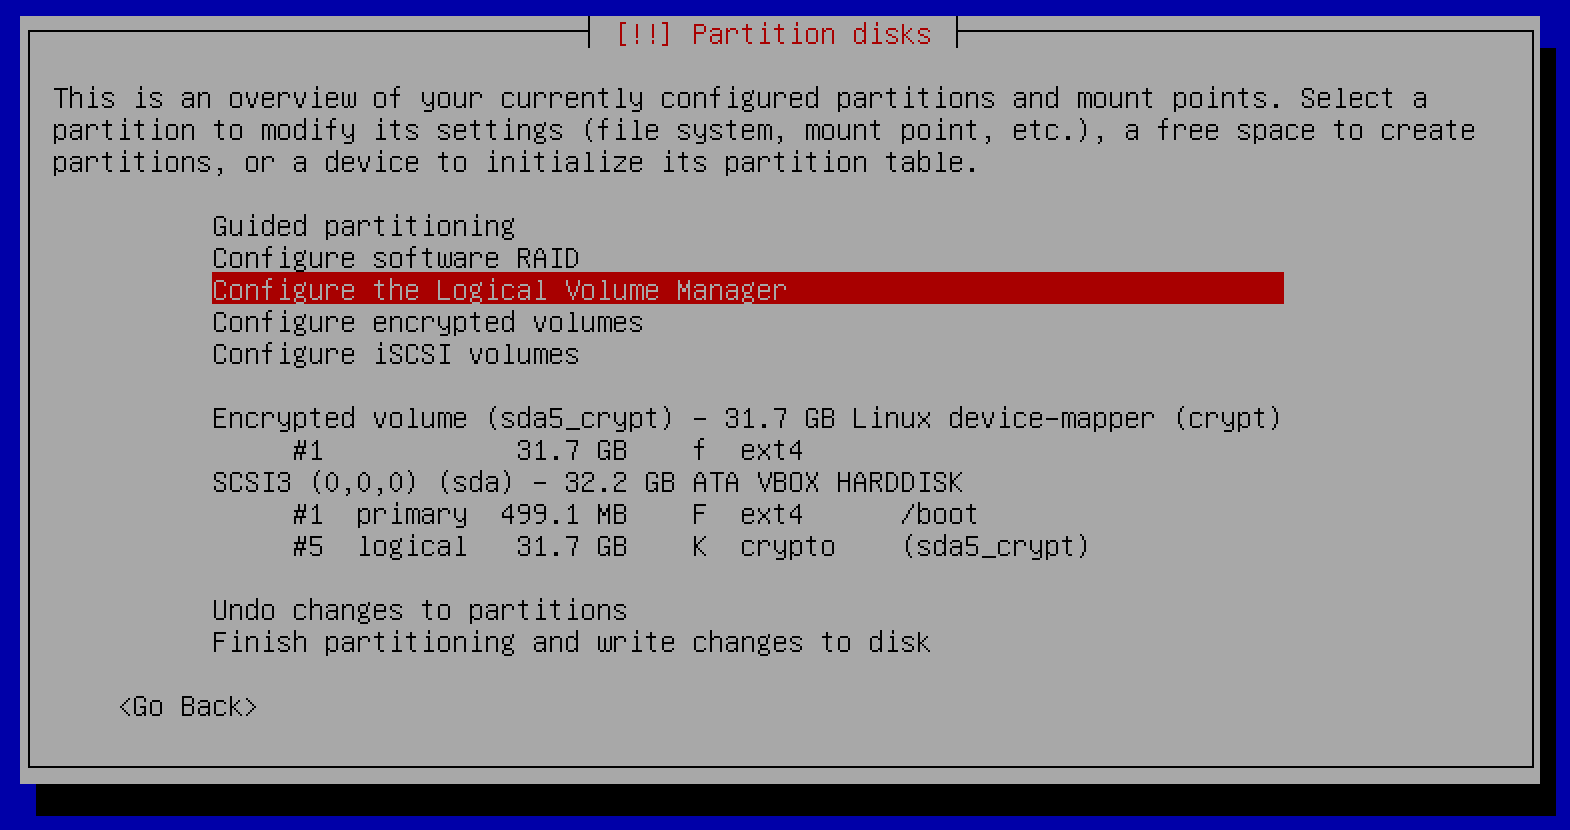 [!!] Partition disks
This is an overview of your currently configured partitions and mount points. Select a
partition to modify its settings (file system, mount point, etc.), a free space to create
partitions, or a device to initialize its partition table.
Guided partitioning
Configure software RAID
Configure the Logical Volume Manager
Configure encrypted volumes
Configure iSCSI volumes
Encrypted volume (sda5_crypt) - 31.7 GB Linux device-mapper (crypt)
#1 31.7 GB f ext4
SCSI3 (0,0,0) (sda) - 32.2 GB ATA VBOX HARDDISK
#1 primary 499.1 MB F ext4 /boot
#5 logical 31.7 GB K crypto (sda5_crypt)
Undo changes to partitions
Finish partitioning and write changes to disk
<Go Back>